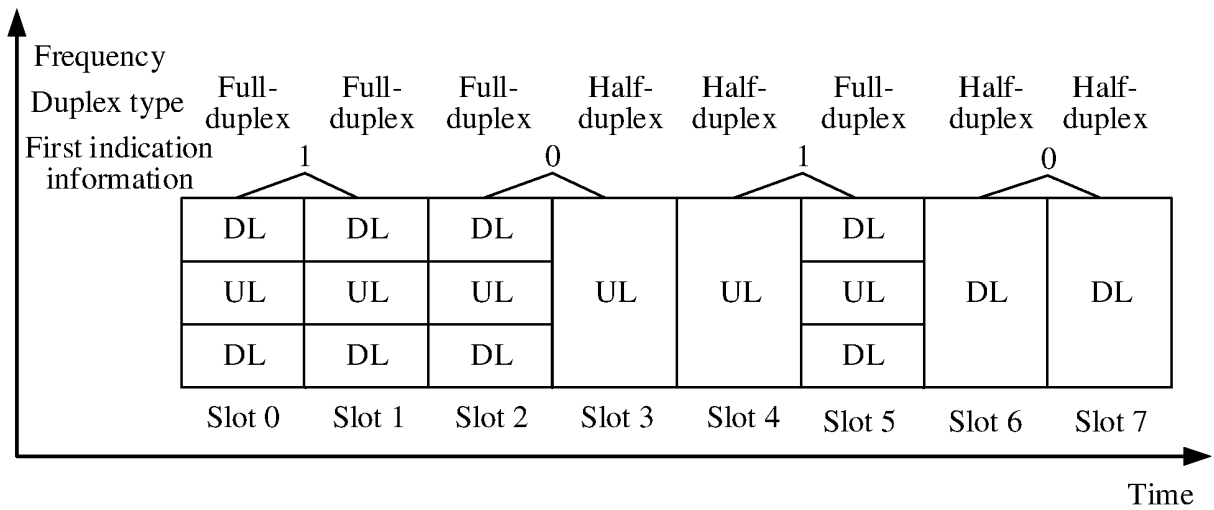 Frequency
Duplex type
Full-
duplex
Full-
duplex
Full-
duplex
Half-
duplex
Half-
duplex
Full-
duplex
Half-
duplex
Half-
duplex
First indication
information
1
0
1
0
DL
DL
DL
DL
UL
UL
UL
UL
UL
UL
DL
DL
DL
DL
DL
DL
Slot 0
Slot 1
Slot 2
Slot 3
Slot 4
Slot 5
Slot 6
Slot 7
Time